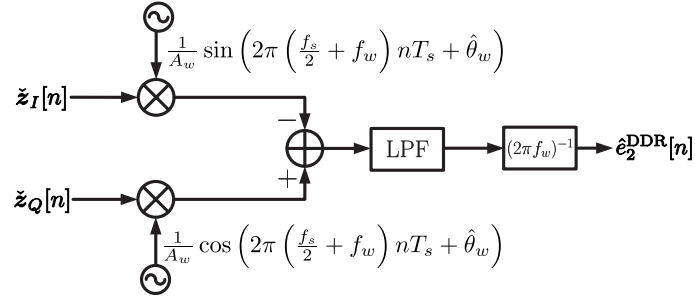 1/A_w sin(2π(f_s/2 + f_w)nT_s + θ̂_w)
ž_I[n]
−
LPF
(2πf_w)⁻¹
ê₂^DDR[n]
+
ž_Q[n]
1/A_w cos(2π(f_s/2 + f_w)nT_s + θ̂_w)